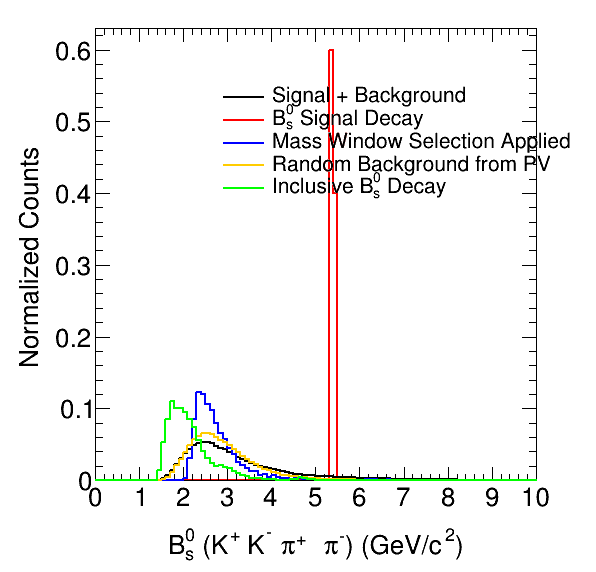 Normalized Counts
0.6
0.5
0.4
0.3
0.2
0.1
0
Signal + Background
B⁰ₛ Signal Decay
Mass Window Selection Applied
Random Background from PV
Inclusive B⁰ₛ Decay
0 1 2 3 4 5 6 7 8 9 10
B⁰ₛ (K⁺ K⁻ π⁺ π⁻) (GeV/c²)